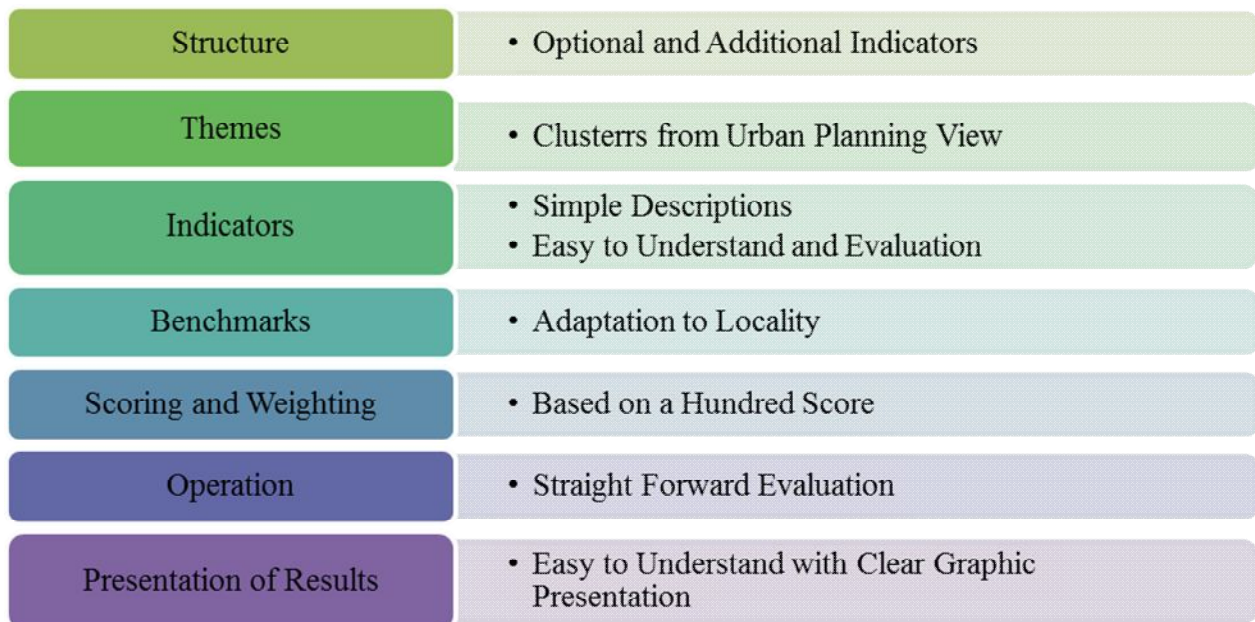 Structure
• Optional and Additional Indicators
Themes
• Clusterrs from Urban Planning View
Indicators
• Simple Descriptions
• Easy to Understand and Evaluation
Benchmarks
• Adaptation to Locality
Scoring and Weighting
• Based on a Hundred Score
Operation
• Straight Forward Evaluation
Presentation of Results
• Easy to Understand with Clear Graphic
Presentation